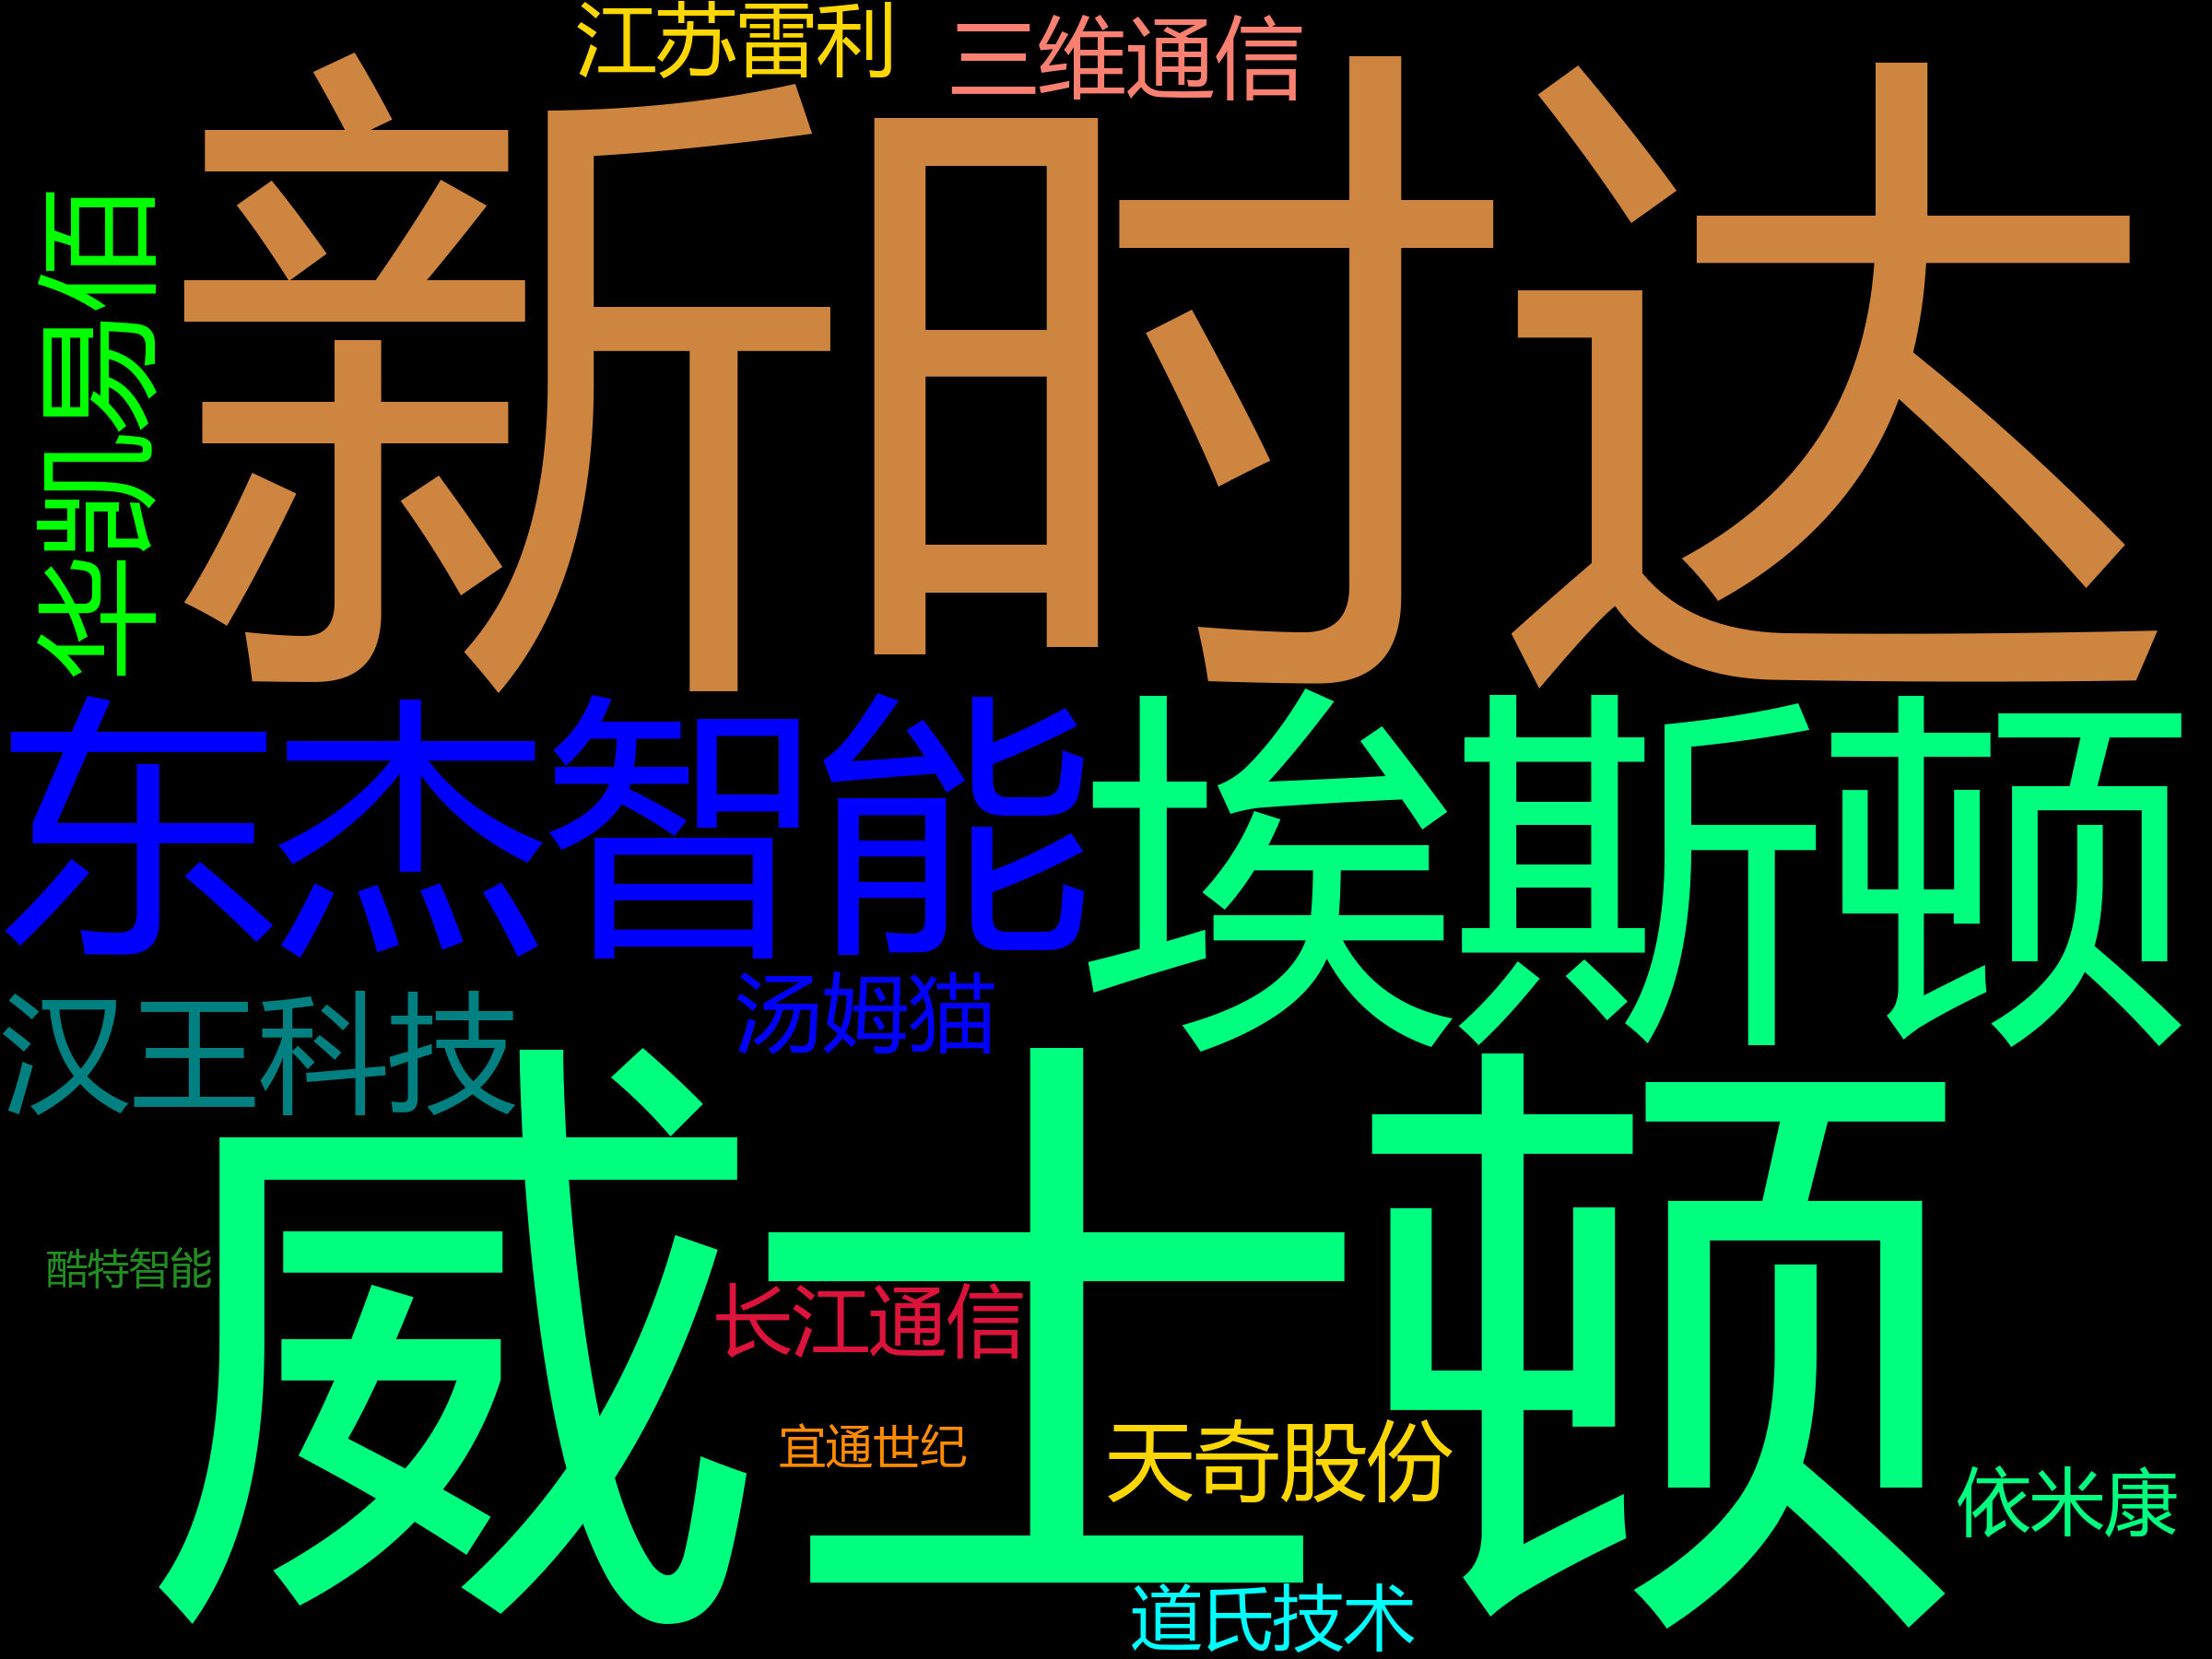 江苏雷利
三维通信
新时达
华凯易佰
东杰智能
埃斯顿
汤姆猫
汉王科技
威士顿
酷特智能
长江通信
宜通世纪
天奇股份
依米康
道氏技术